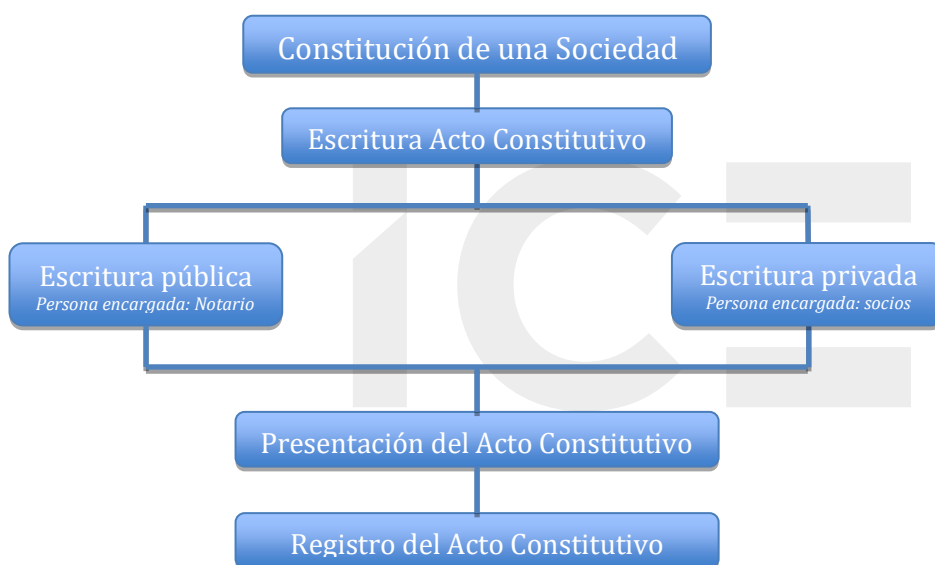 Constitución de una Sociedad
Escritura Acto Constitutivo
Escritura pública
Persona encargada: Notario
Escritura privada
Persona encargada: socios
Presentación del Acto Constitutivo
Registro del Acto Constitutivo
ICE